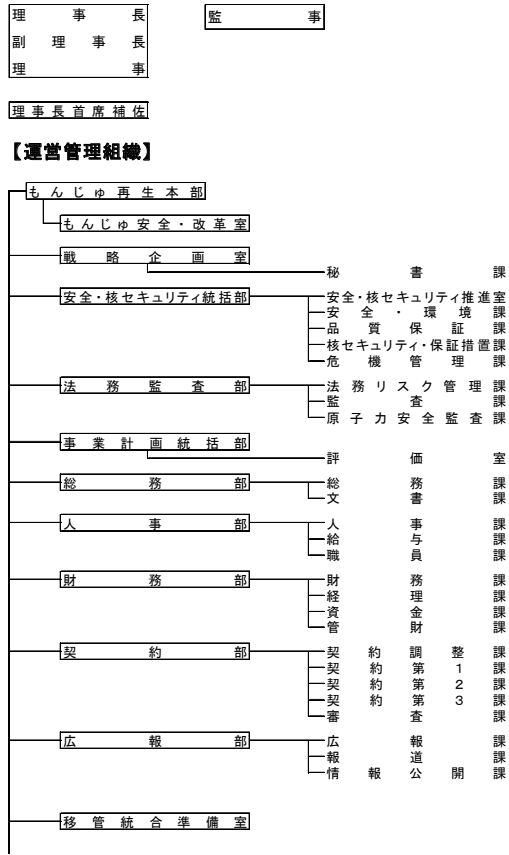 理事長
監事
副理事長
理事
理事長首席補佐
【運営管理組織】
もんじゅ再生本部
もんじゅ安全・改革室
戦略企画室
秘書課
安全・核セキュリティ統括部
安全・核セキュリティ推進室
安全・環境課
品質保証課
核セキュリティ・保証措置課
危機管理課
法務監査部
法務リスク管理課
監査課
原子力安全監査課
事業計画統括部
評価室
総務部
総務課
文書課
人事部
人事課
給与課
職員課
財務部
財務課
経理課
資金課
管財課
契約部
契約調整課
契約第1課
契約第2課
契約第3課
審査課
広報部
広報課
報道課
情報公開課
移管統合準備室